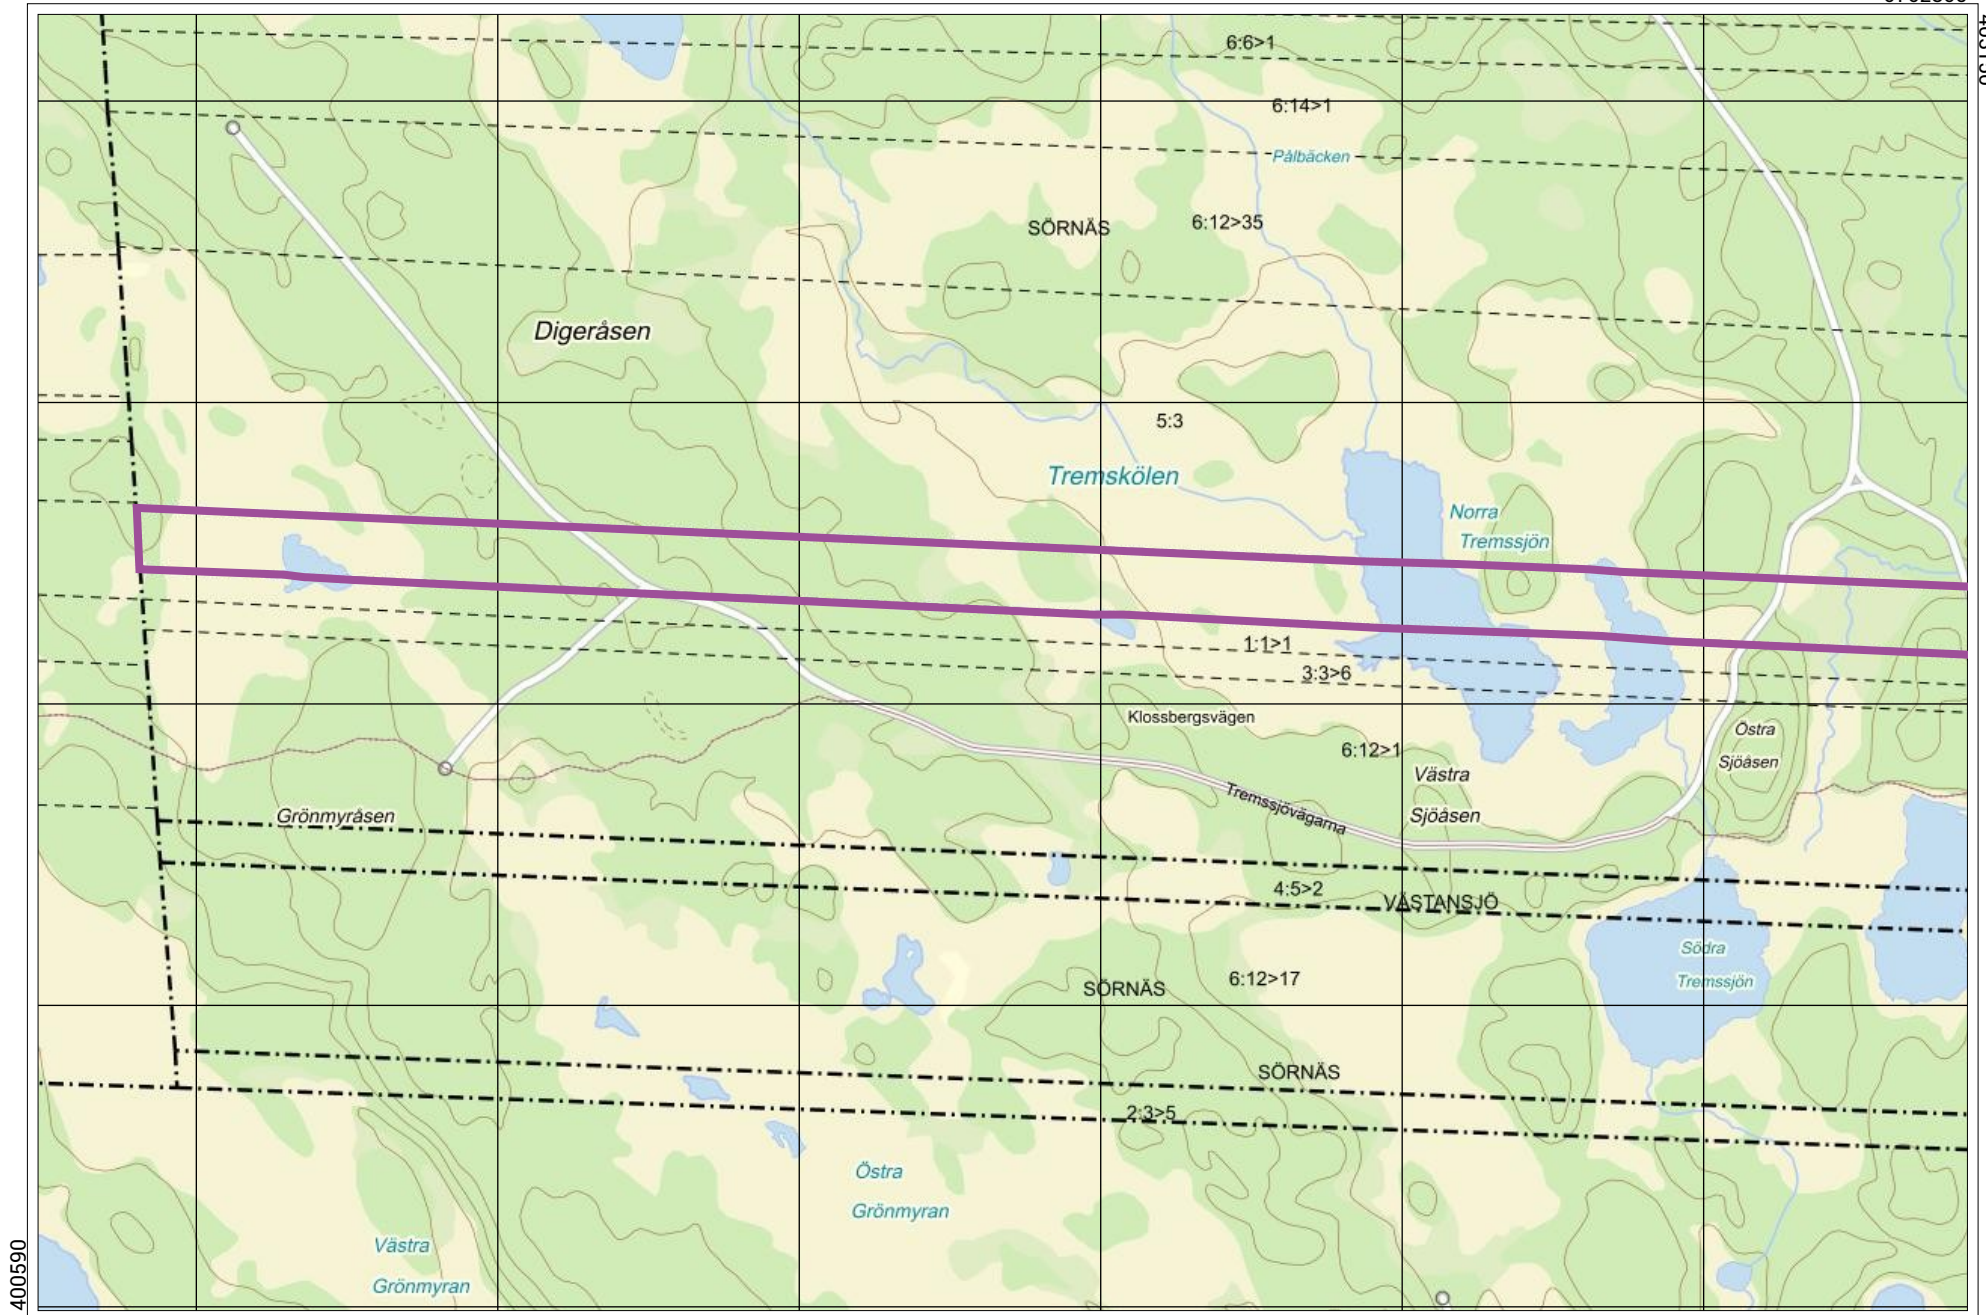 6:6>1
6:14>1
Pålbäcken
6:12>35
SÖRNÄS
Digeråsen
5:3
Tremskölen
Norra
Tremssjön
1:1>1
3:3>6
Klossbergsvägen
6:12>1
Östra
Sjöåsen
Västra
Sjöåsen
Tremssjövägarna
Grönmyråsen
4:5>2
VÄSTANSJÖ
Södra
Tremssjön
6:12>17
SÖRNÄS
SÖRNÄS
2:3>5
Östra
Grönmyran
Västra
Grönmyran
400590